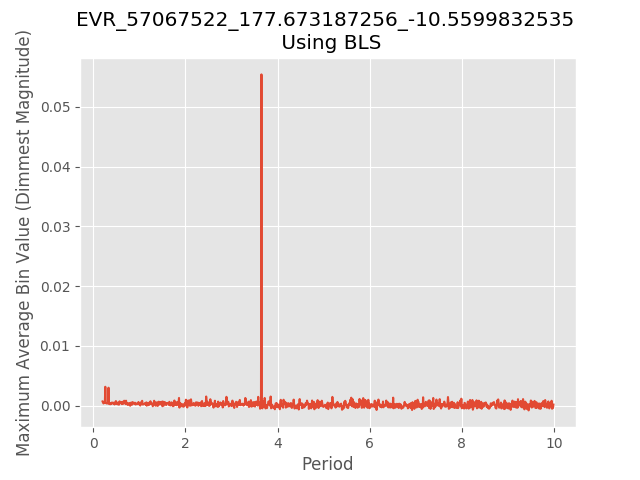 EVR_57067522_177.673187256_-10.5599832535
Using BLS
Maximum Average Bin Value (Dimmest Magnitude)
0.05
0.04
0.03
0.02
0.01
0.00
0 2 4 6 8 10
Period